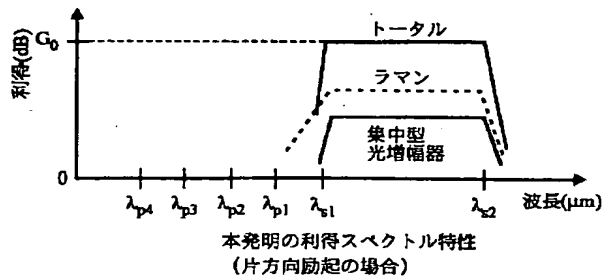 利得(dB)
G₀
0
トータル
ラマン
集中型
光増幅器
λp4 λp3 λp2 λp1 λs1 λs2 波長(μm)
本発明の利得スペクトル特性
(片方向励起の場合)